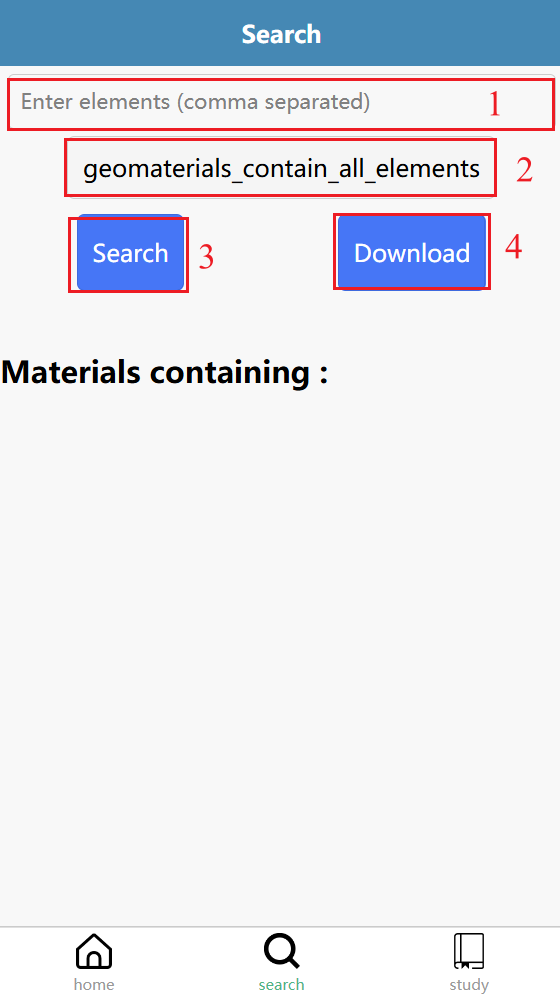 Search
Enter elements (comma separated) 1
geomaterials_contain_all_elements 2
Search 3 Download 4
Materials containing :
home search study